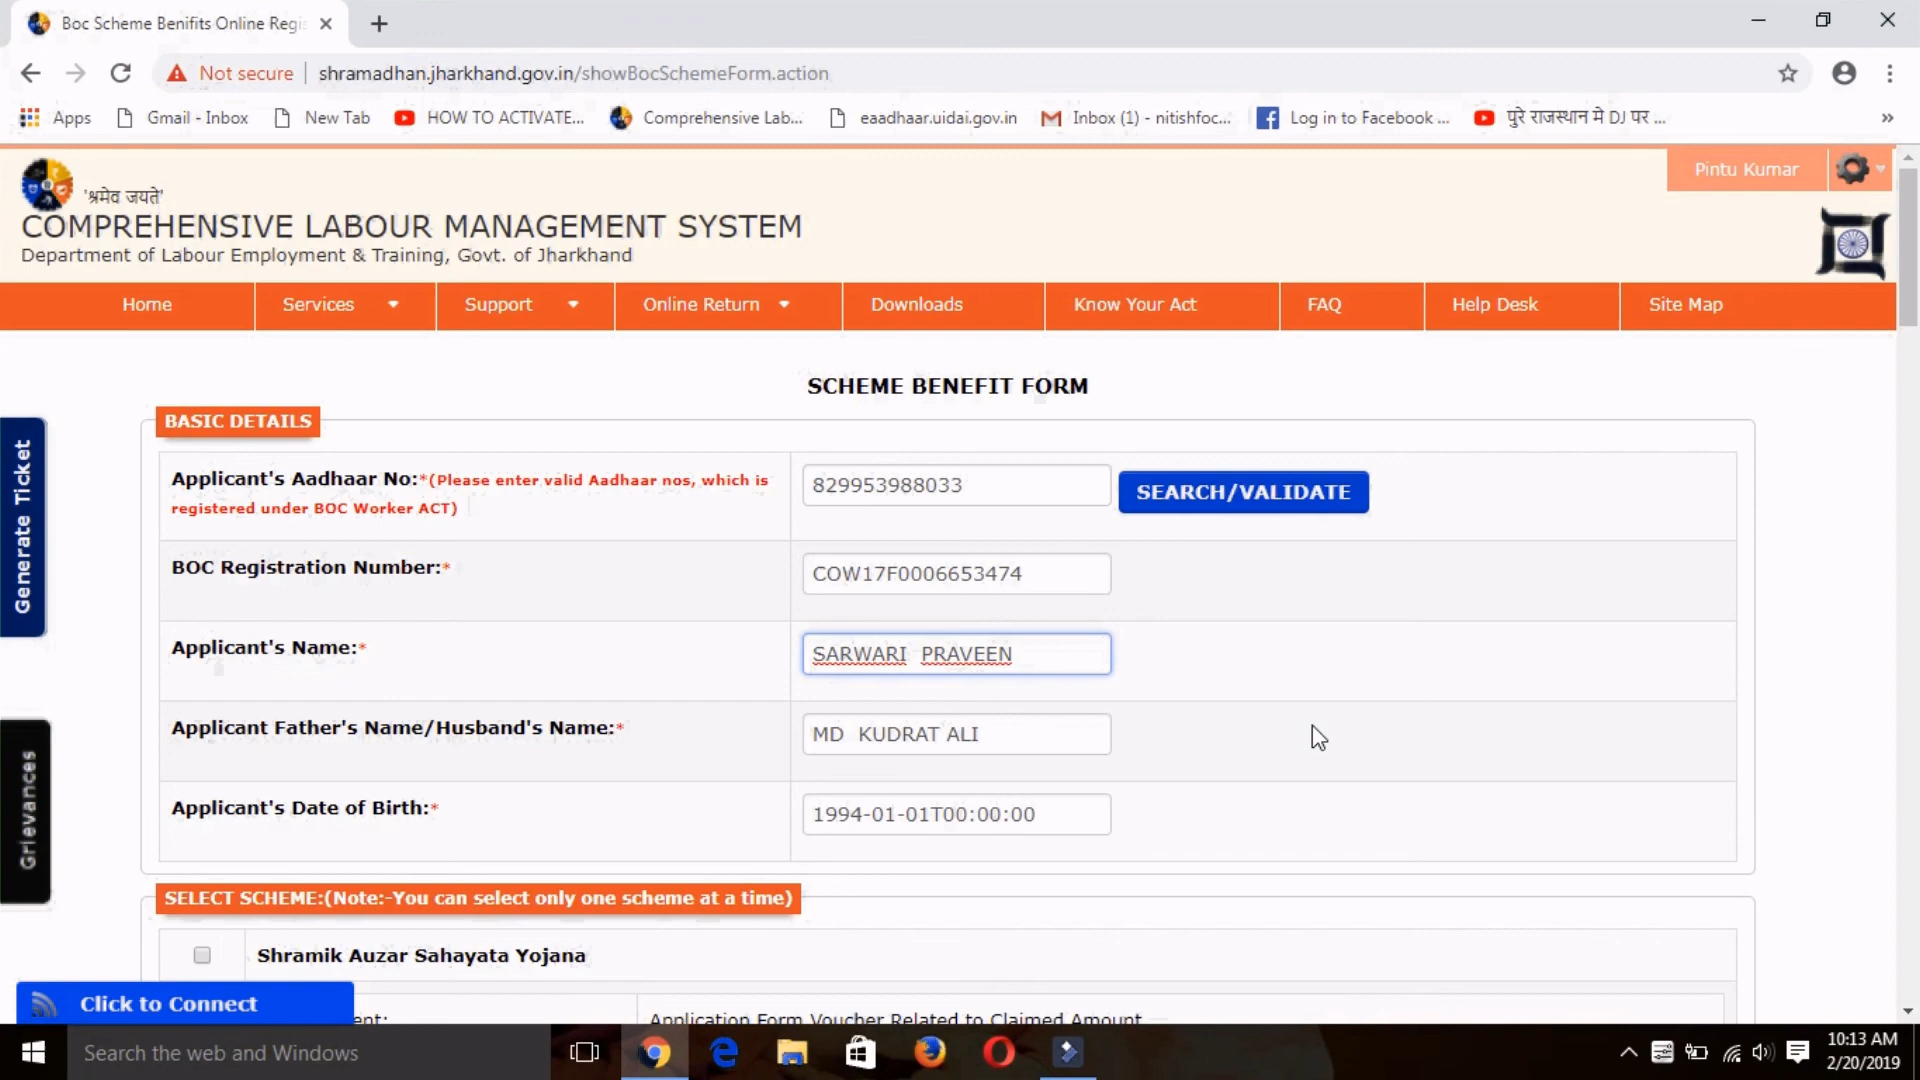 Boc Scheme Benifits Online Regi
Not secure shramadhan.jharkhand.gov.in/showBocSchemeForm.action
Apps Gmail - Inbox New Tab HOW TO ACTIVATE... Comprehensive Lab... eaadhaar.uidai.gov.in Inbox (1) - nitishfoc... Log in to Facebook ... पुरे राजस्थान मे DJ पर ...
Pintu Kumar
'श्रमेव जयते'
COMPREHENSIVE LABOUR MANAGEMENT SYSTEM
Department of Labour Employment & Training, Govt. of Jharkhand
Home Services Support Online Return Downloads Know Your Act FAQ Help Desk Site Map
SCHEME BENEFIT FORM
BASIC DETAILS
Applicant's Aadhaar No:*(Please enter valid Aadhaar nos, which is
registered under BOC Worker ACT)
829953988033 SEARCH/VALIDATE
BOC Registration Number:* COW17F0006653474
Applicant's Name:* SARWARI PRAVEEN
Applicant Father's Name/Husband's Name:* MD KUDRAT ALI
Applicant's Date of Birth:* 1994-01-01T00:00:00
Generate Ticket
Grievances
SELECT SCHEME:(Note:-You can select only one scheme at a time)
Shramik Auzar Sahayata Yojana
Click to Connect
ent: Application Form Voucher Related to Claimed Amount
Search the web and Windows
10:13 AM
2/20/2019